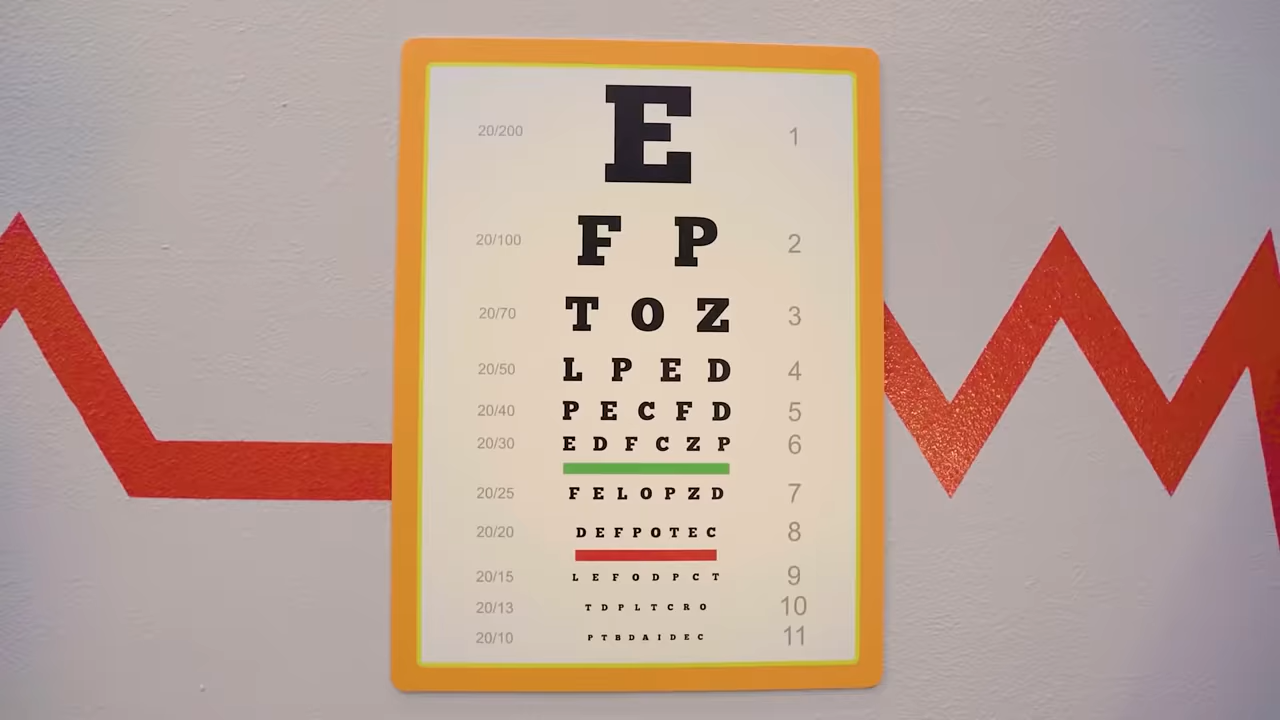 20/200 E 1
20/100 F P 2
20/70 T O Z 3
20/50 L P E D 4
20/40 P E C F D 5
20/30 E D F C Z P 6
20/25 F E L O P Z D 7
20/20 D E F P O T E C 8
20/15 L E F O D P C T 9
20/13 T D P L T C R O 10
20/10 P T B D A I D E C 11